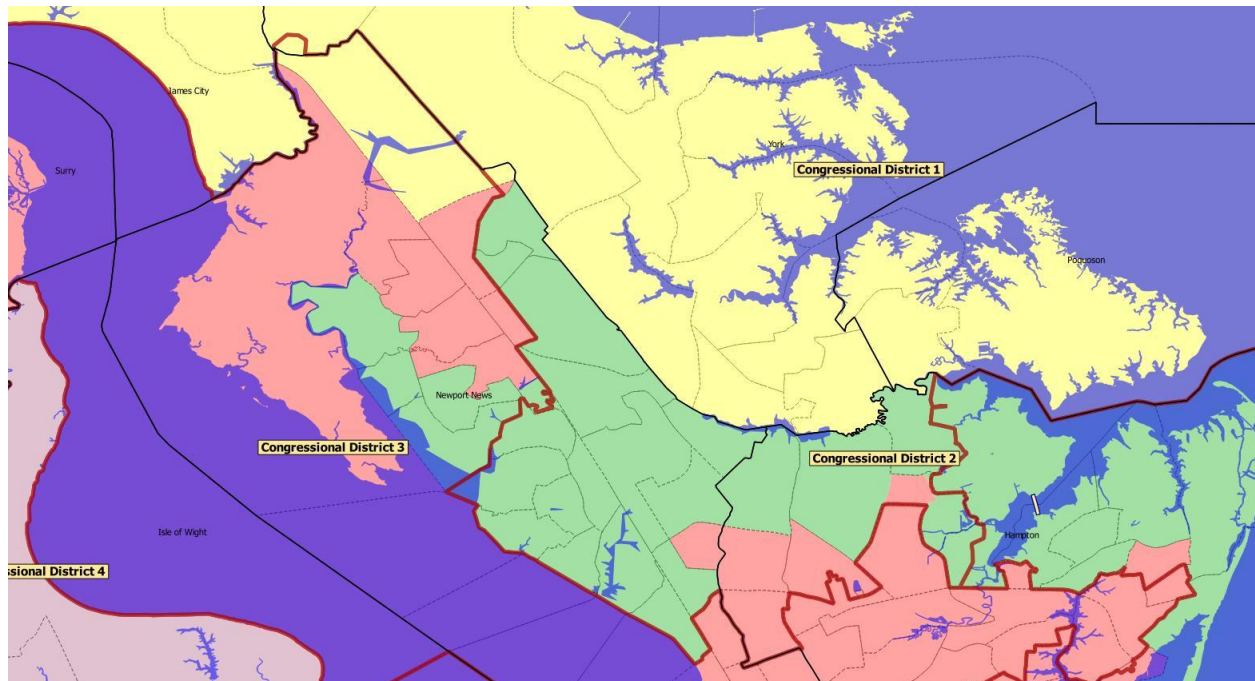 James City
Surry
York
Congressional District 1
Poquoson
Newport News
Congressional District 3
Congressional District 2
Isle of Wight
Hampton
ssional District 4